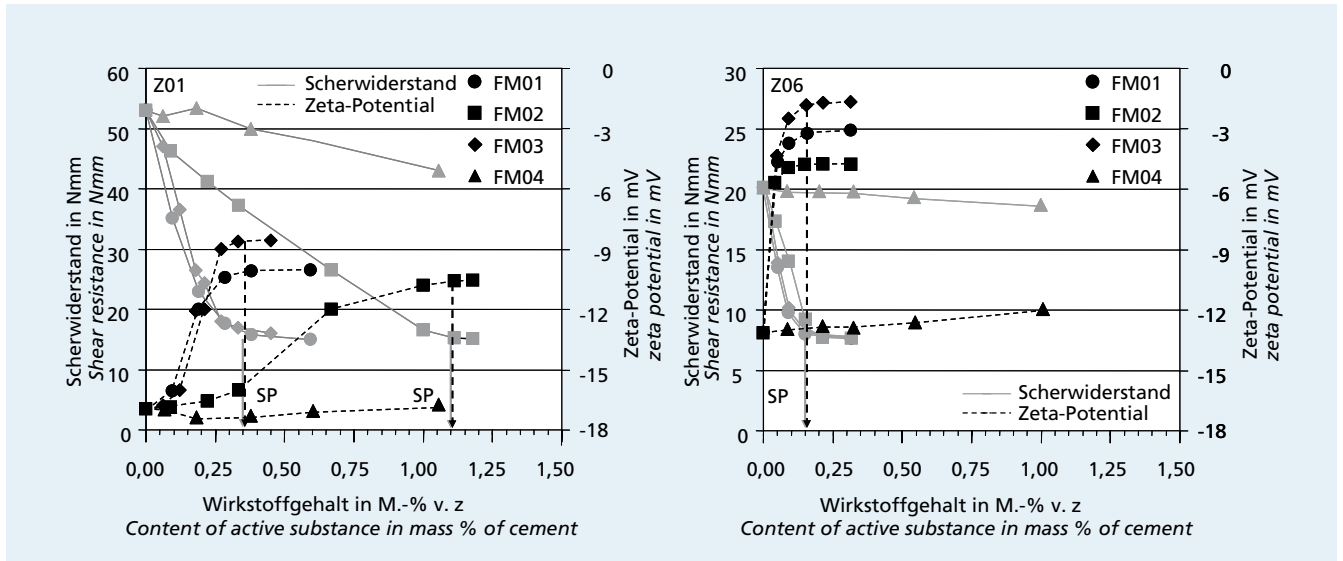 60
50
40
30
20
10
0
Z01
Scherwiderstand
Zeta-Potential
FM01
FM02
FM03
FM04
SP
SP
0
-3
-6
-9
-12
-15
-18
Scherwiderstand in Nmm
Shear resistance in Nmm
Zeta-Potential in mV
zeta potential in mV
0,00 0,25 0,50 0,75 1,00 1,25 1,50
Wirkstoffgehalt in M.-% v. z
Content of active substance in mass % of cement
30
25
20
15
10
5
0
Z06
FM01
FM02
FM03
FM04
SP
Scherwiderstand
Zeta-Potential
0
-3
-6
-9
-12
-15
-18
Scherwiderstand in Nmm
Shear resistance in Nmm
Zeta-Potential in mV
zeta potential in mV
0,00 0,25 0,50 0,75 1,00 1,25 1,50
Wirkstoffgehalt in M.-% v. z
Content of active substance in mass % of cement